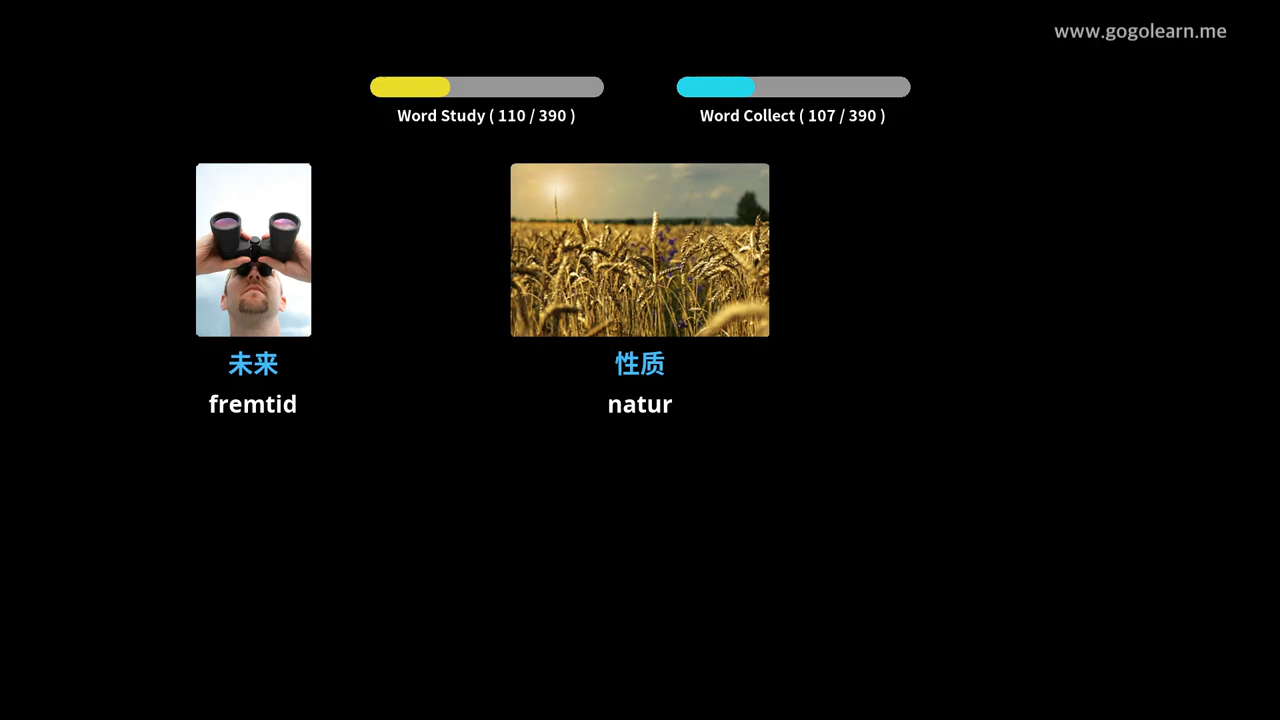 www.gogolearn.me
Word Study ( 110 / 390 )
Word Collect ( 107 / 390 )
未来
fremtid
性质
natur